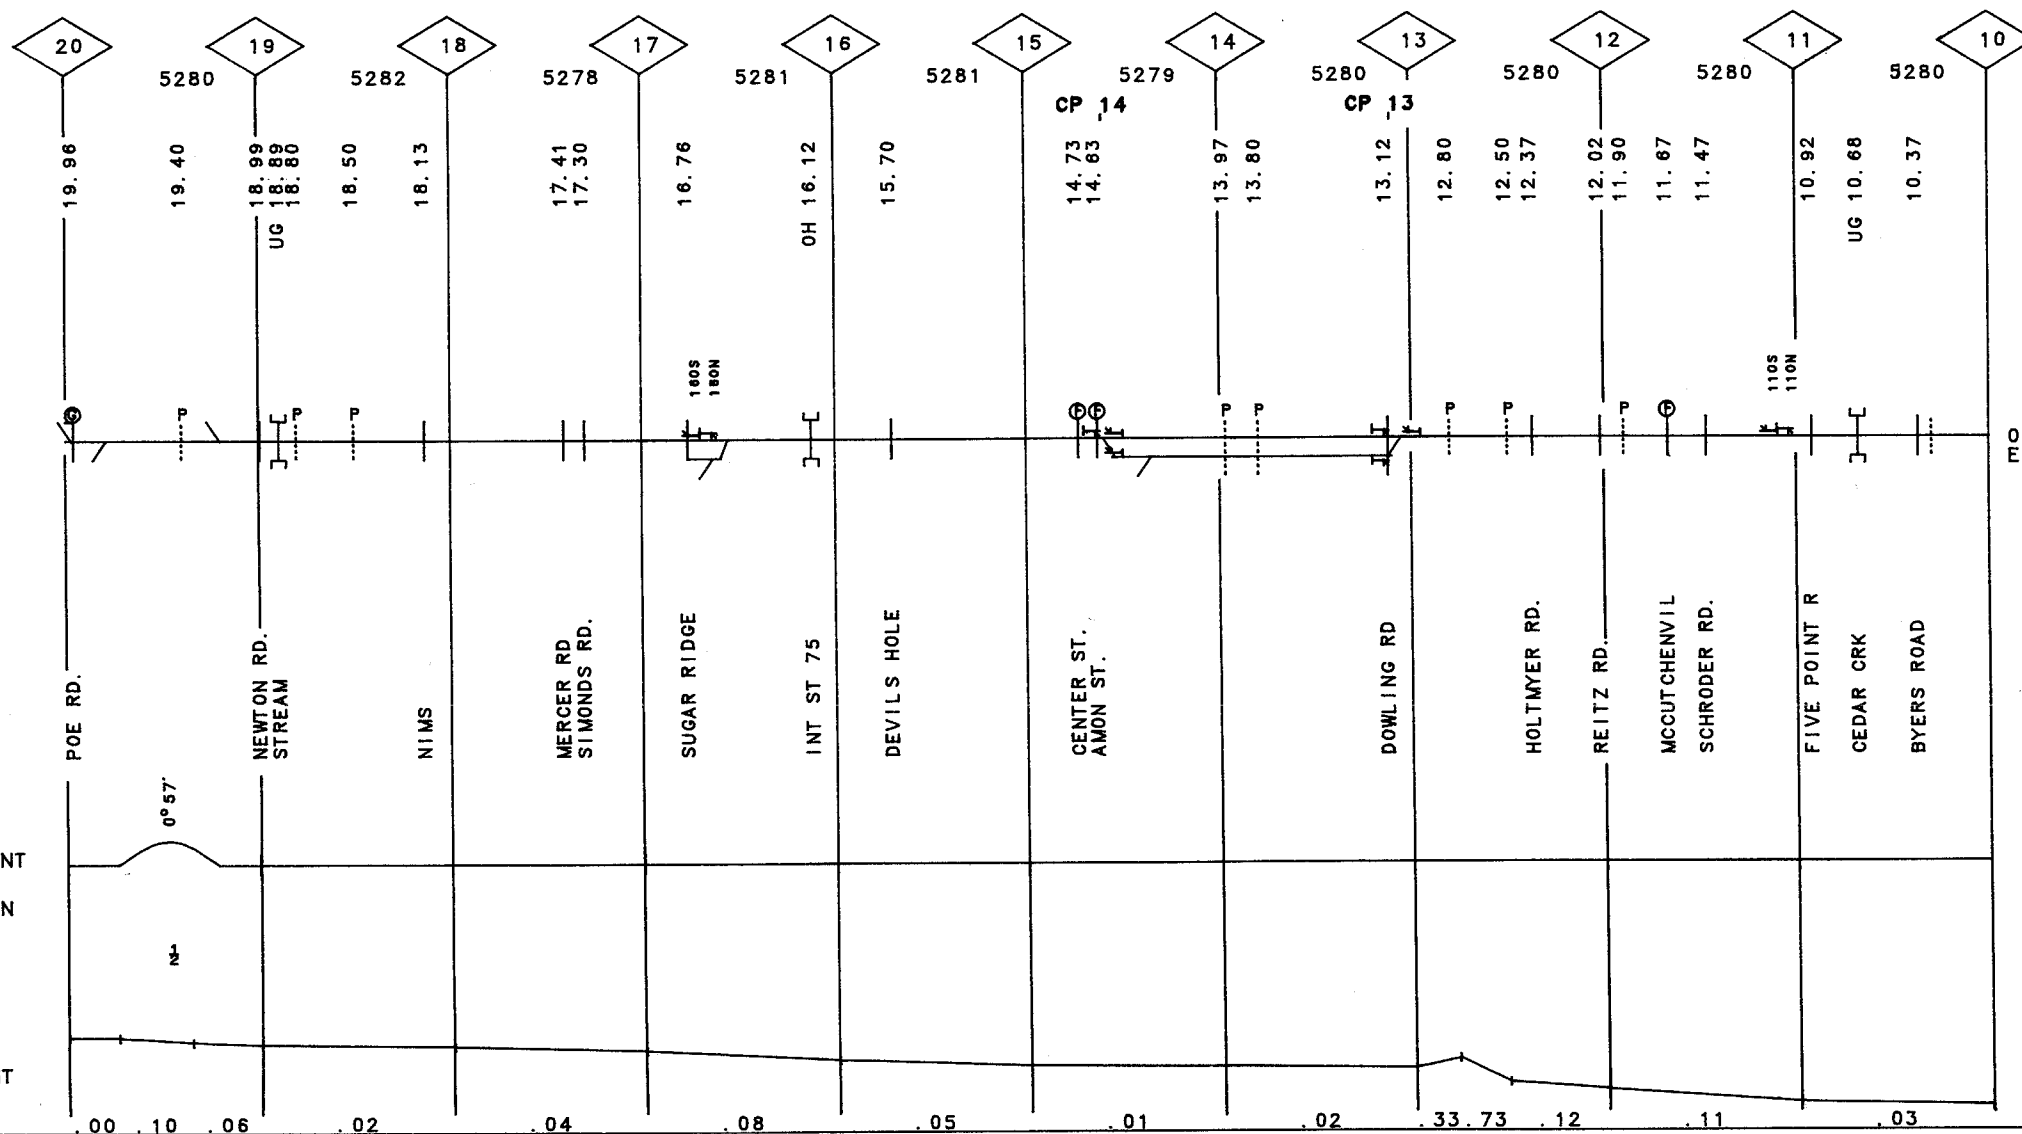 20 19 18 17 16 15 14 13 12 11 10
5280 5282 5278 5281 5281 5279 5280 5280 5280 5280
CP 14 CP 13
19.96
19.40
18.99
UG 18.89
18.80
18.50
18.13
17.41
17.30
16.76
OH 16.12
15.70
14.73
14.63
13.97
13.80
13.12
12.80
12.50
12.37
12.02
11.90
11.67
11.47
10.92
UG 10.68
10.37
160S
160N
110S
110N
G P P P F F P P P P P F
O
E
POE RD.
NEWTON RD.
STREAM
NIMS
MERCER RD
SIMONDS RD.
SUGAR RIDGE
INT ST 75
DEVILS HOLE
CENTER ST.
AMON ST.
DOWLING RD
HOLTMYER RD.
REITZ RD.
MCCUTCHENVIL
SCHRODER RD.
FIVE POINT R
CEDAR CRK
BYERS ROAD
0°57'
NT
N
1/2
T
.00 .10 .06 .02 .04 .08 .05 .01 .02 .33 .73 .12 .11 .03